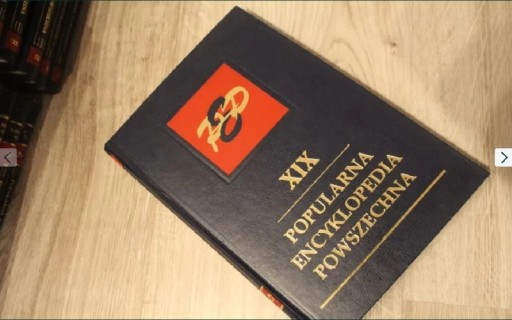 XIX
POPULARNA
ENCYKLOPEDIA
POWSZECHNA